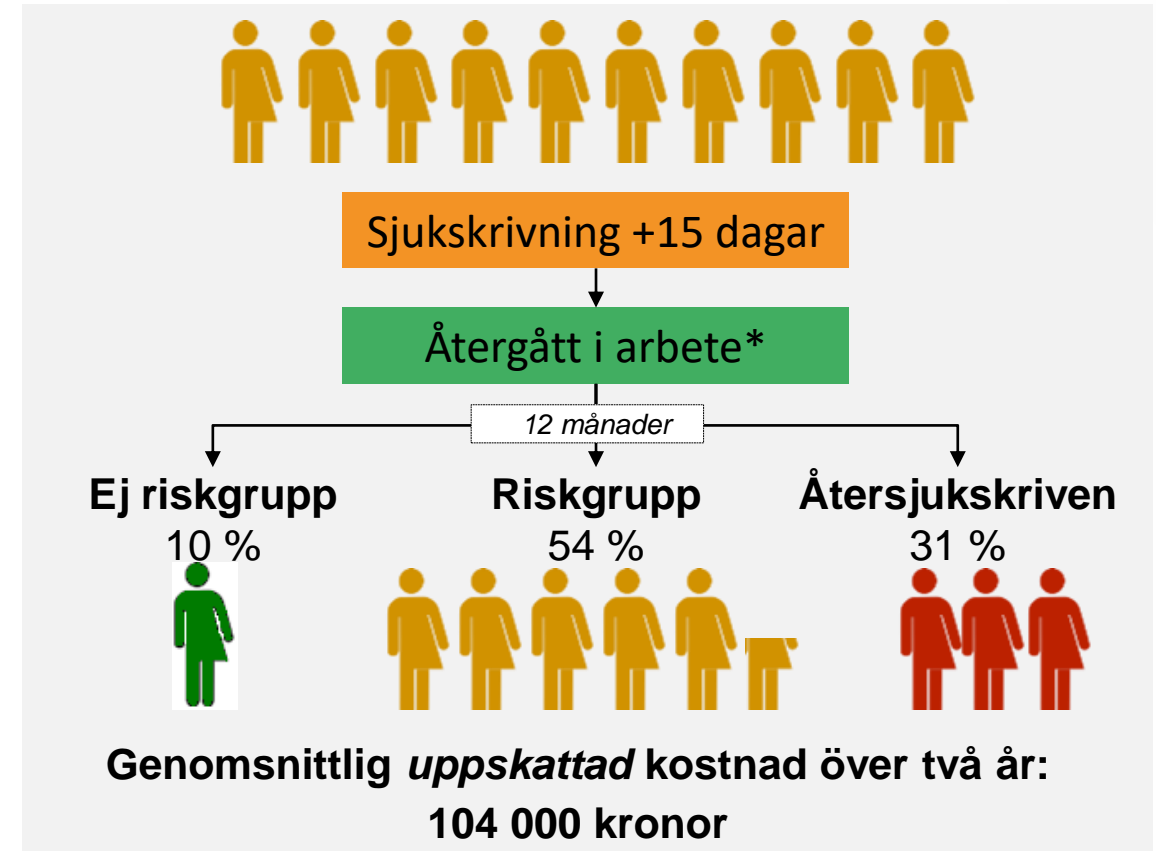 Sjukskrivning +15 dagar
Återgått i arbete*
12 månader
Ej riskgrupp
10 %
Riskgrupp
54 %
Återsjukskriven
31 %
Genomsnittlig uppskattad kostnad över två år:
104 000 kronor